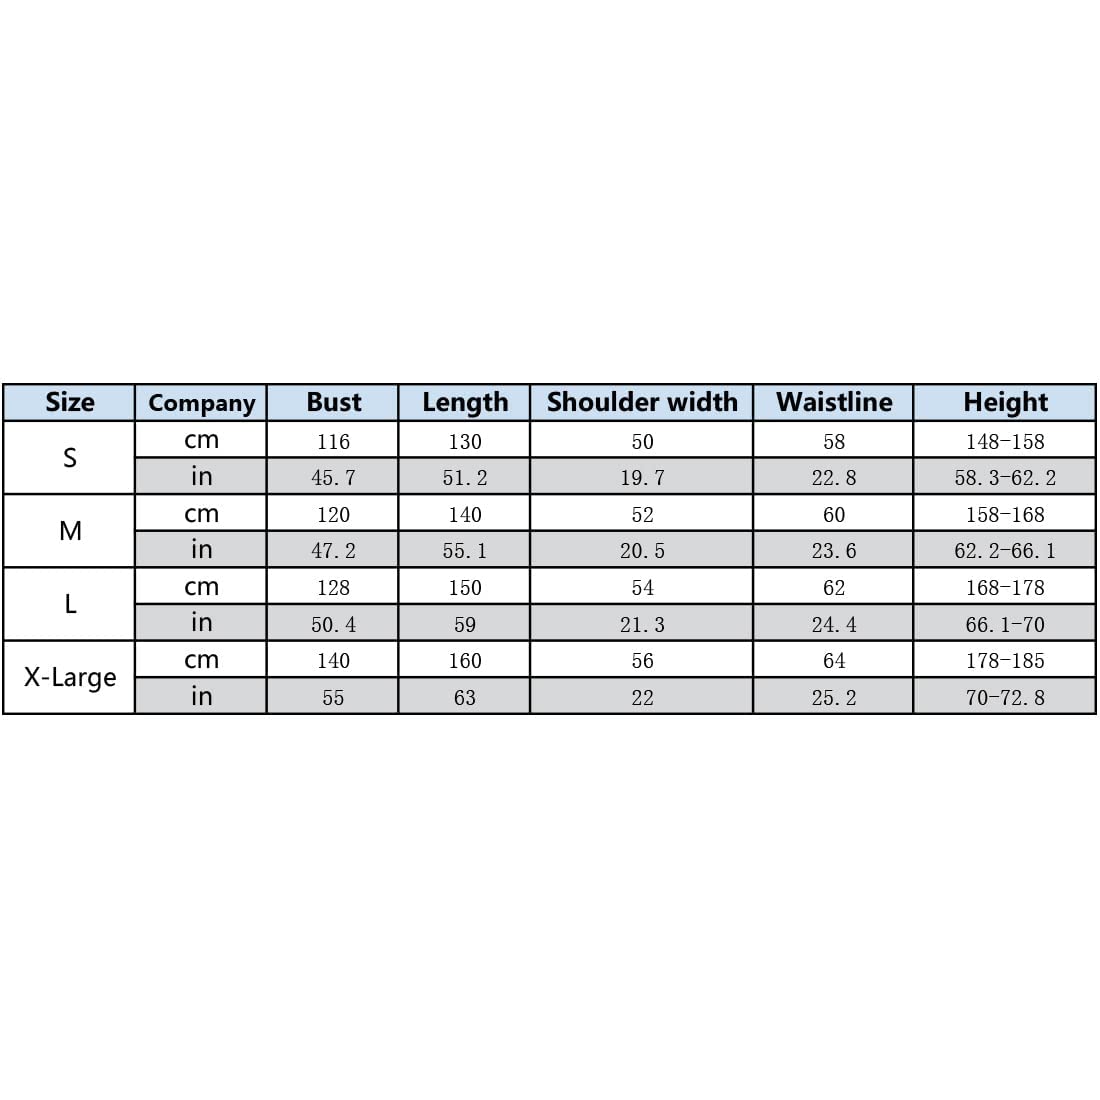 Size Company Bust Length Shoulder width Waistline Height
S cm 116 130 50 58 148-158
in 45.7 51.2 19.7 22.8 58.3-62.2
M cm 120 140 52 60 158-168
in 47.2 55.1 20.5 23.6 62.2-66.1
L cm 128 150 54 62 168-178
in 50.4 59 21.3 24.4 66.1-70
X-Large cm 140 160 56 64 178-185
in 55 63 22 25.2 70-72.8